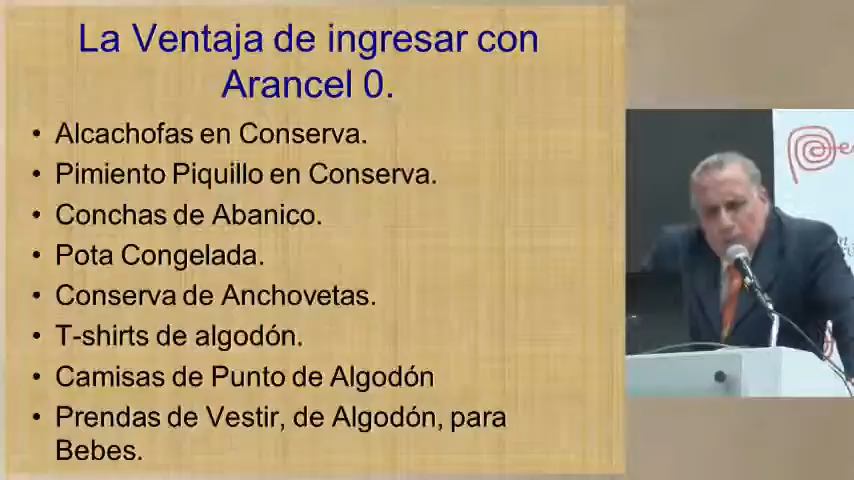 La Ventaja de ingresar con
Arancel 0.
• Alcachofas en Conserva.
• Pimiento Piquillo en Conserva.
• Conchas de Abanico.
• Pota Congelada.
• Conserva de Anchovetas.
• T-shirts de algodón.
• Camisas de Punto de Algodón
• Prendas de Vestir, de Algodón, para
Bebes.